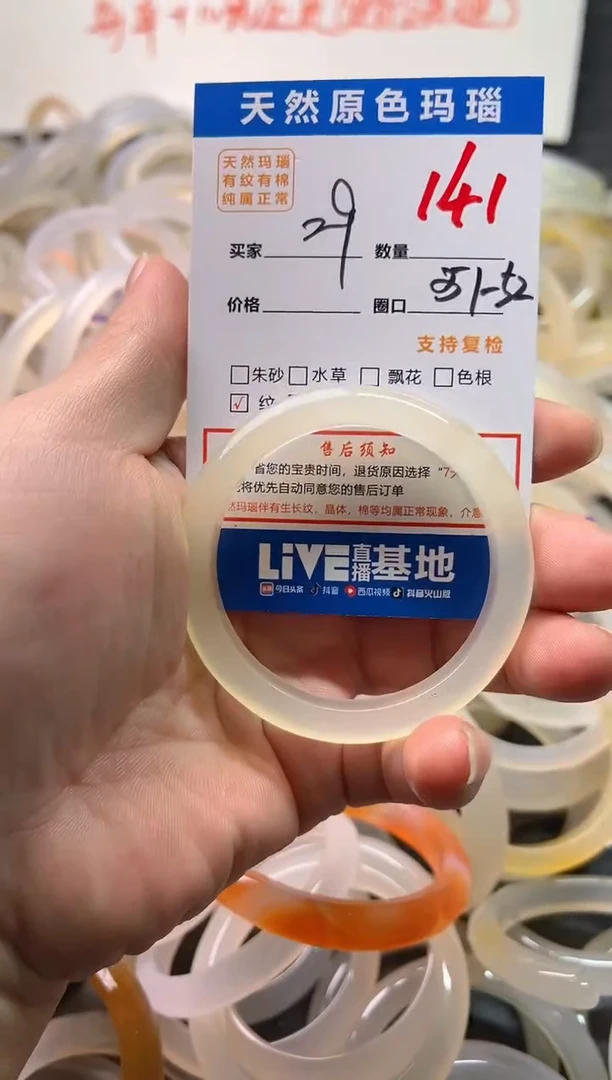 天然原色玛瑙
天然玛瑙
有纹有棉
纯属正常
买家 29 数量 141
价格 圈口 51-52
支持复检
朱砂 水草 飘花 色根
✓ 纹
售后须知
省您的宝贵时间，退货原因选择“7
将优先自动同意您的售后订单
然玛瑙伴有生长纹，晶体，棉等均属正常现象，介意
LiVE直播基地
今日头条 抖音 西瓜视频 抖音火山版